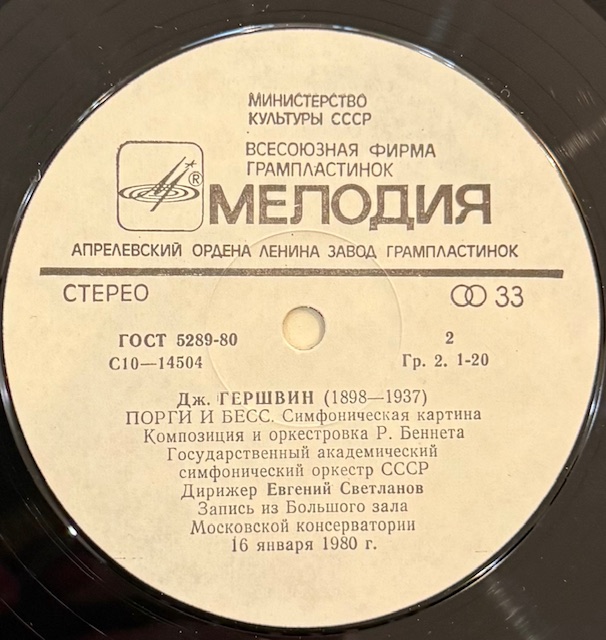 МИНИСТЕРСТВО
КУЛЬТУРЫ СССР
ВСЕСОЮЗНАЯ ФИРМА
ГРАМПЛАСТИНОК
®
МЕЛОДИЯ
АПРЕЛЕВСКИЙ ОРДЕНА ЛЕНИНА ЗАВОД ГРАМПЛАСТИНОК
СТЕРЕО 33
ГОСТ 5289-80 2
С10—14504 Гр. 2. 1-20
Дж. ГЕРШВИН (1898—1937)
ПОРГИ И БЕСС. Симфоническая картина
Композиция и оркестровка Р. Беннета
Государственный академический
симфонический оркестр СССР
Дирижер Евгений Светланов
Запись из Большого зала
Московской консерватории
16 января 1980 г.